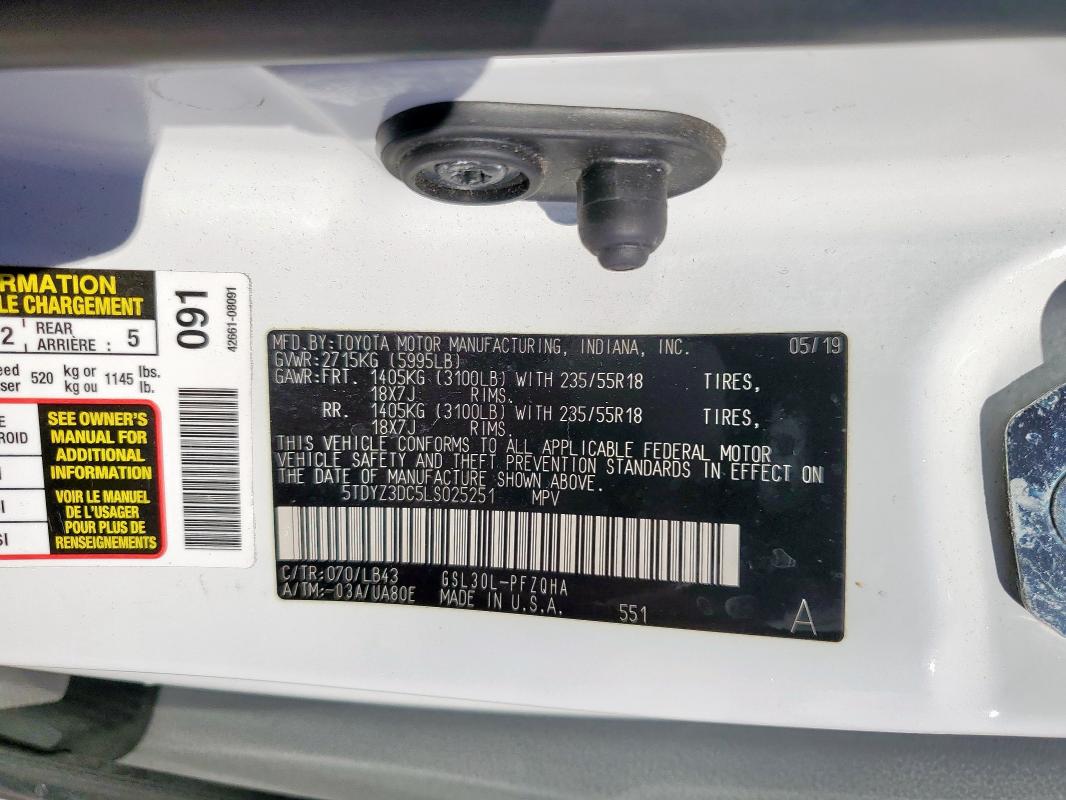 RMATION
LE CHARGEMENT
2 REAR ARRIÈRE : 5
eed
ser 520 kg or / kg ou 1145 lbs. / lb.
E
ROID
I
SI
SEE OWNER'S
MANUAL FOR
ADDITIONAL
INFORMATION
VOIR LE MANUEL
DE L'USAGER
POUR PLUS DE
RENSEIGNEMENTS
091
42661-08091
MFD.BY:TOYOTA MOTOR MANUFACTURING, INDIANA, INC. 05/19
GVWR:2715KG (5995LB)
GAWR:FRT. 1405KG (3100LB) WITH 235/55R18 TIRES,
18X7J RIMS.
RR. 1405KG (3100LB) WITH 235/55R18 TIRES,
18X7J RIMS.
THIS VEHICLE CONFORMS TO ALL APPLICABLE FEDERAL MOTOR
VEHICLE SAFETY AND THEFT PREVENTION STANDARDS IN EFFECT ON
THE DATE OF MANUFACTURE SHOWN ABOVE.
5TDYZ3DC5LS025251 MPV
C/TR:070/LB43 GSL30L-PFZQHA
A/TM:-03A/UA80E MADE IN U.S.A. 551 A